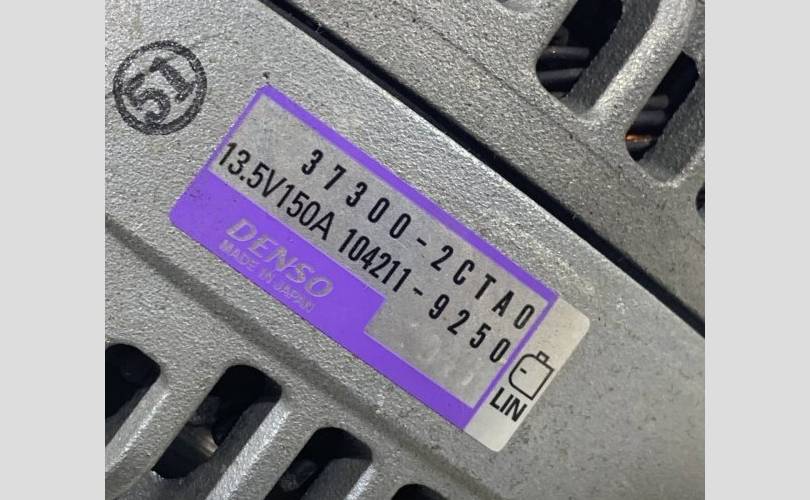 51
37300-2CTA0
13.5V150A 104211-9250
DENSO
MADE IN JAPAN
LIN